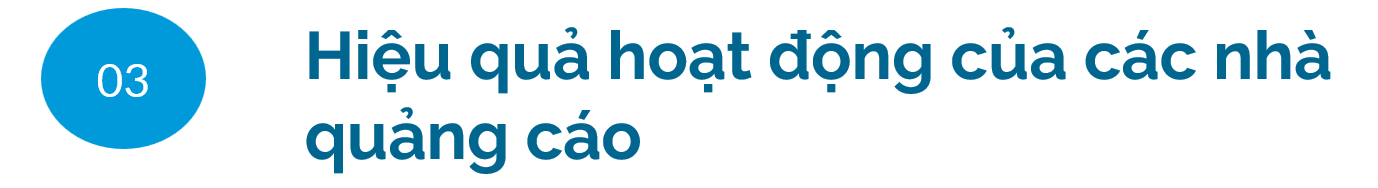 03
Hiệu quả hoạt động của các nhà
quảng cáo